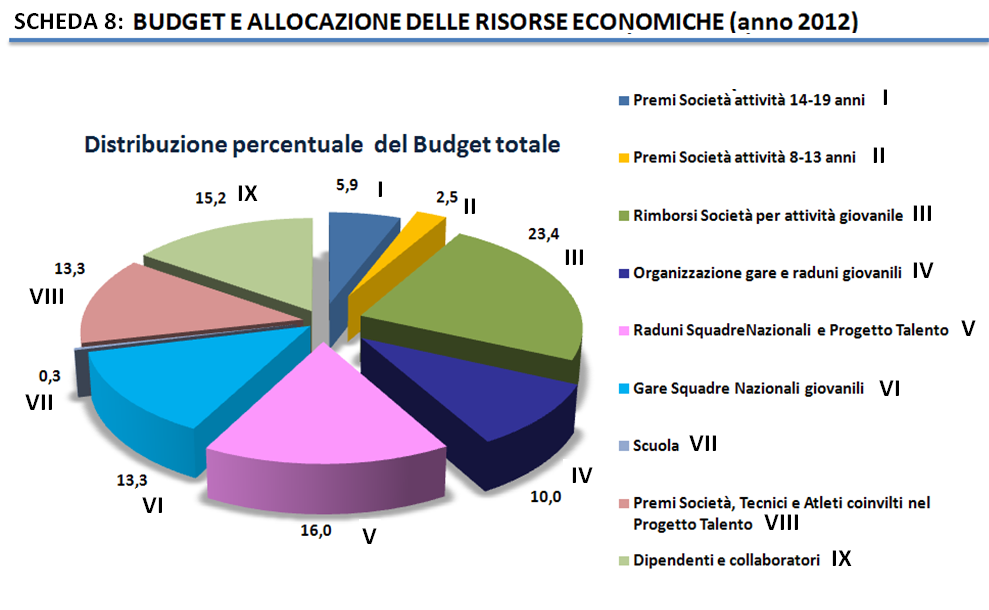 SCHEDA 8: BUDGET E ALLOCAZIONE DELLE RISORSE ECONOMICHE (anno 2012)
Distribuzione percentuale del Budget totale
15,2 IX
5,9 I
2,5 II
23,4
III
13,3
VIII
0,3
VII
13,3
VI
16,0 V
IV
10,0
Premi Società attività 14-19 anni I
Premi Società attività 8-13 anni II
Rimborsi Società per attività giovanile III
Organizzazione gare e raduni giovanili IV
Raduni SquadreNazionali e Progetto Talento V
Gare Squadre Nazionali giovanili VI
Scuola VII
Premi Società, Tecnici e Atleti coinvilti nel
Progetto Talento VIII
Dipendenti e collaboratori IX